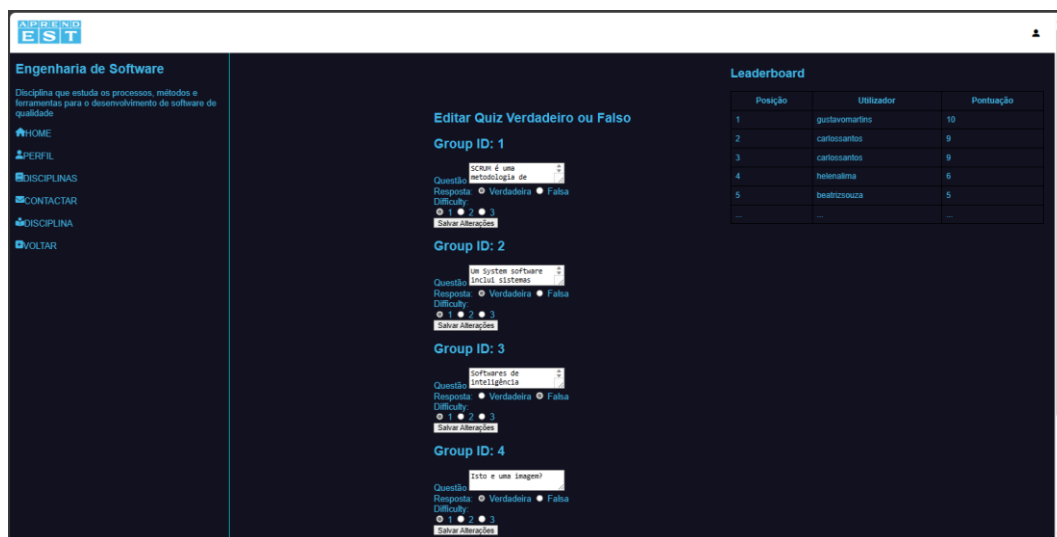 APREND
EST
Engenharia de Software
Disciplina que estuda os processos, métodos e
ferramentas para o desenvolvimento de software de
qualidade
HOME
PERFIL
DISCIPLINAS
CONTACTAR
DISCIPLINA
VOLTAR
Editar Quiz Verdadeiro ou Falso
Group ID: 1
SCRUM é uma
metodologia de
Questão
Resposta: Verdadeira Falsa
Difficulty:
1 2 3
Salvar Alterações
Group ID: 2
Um System software
inclui sistemas
Questão
Resposta: Verdadeira Falsa
Difficulty:
1 2 3
Salvar Alterações
Group ID: 3
Softwares de
inteligência
Questão
Resposta: Verdadeira Falsa
Difficulty:
1 2 3
Salvar Alterações
Group ID: 4
Isto e uma imagem?
Questão
Resposta: Verdadeira Falsa
Difficulty:
1 2 3
Salvar Alterações
Leaderboard
Posição Utilizador Pontuação
1 gustavomartins 10
2 carlossantos 9
3 carlossantos 9
4 helenalima 6
5 beatrizsouza 5
... ... ...